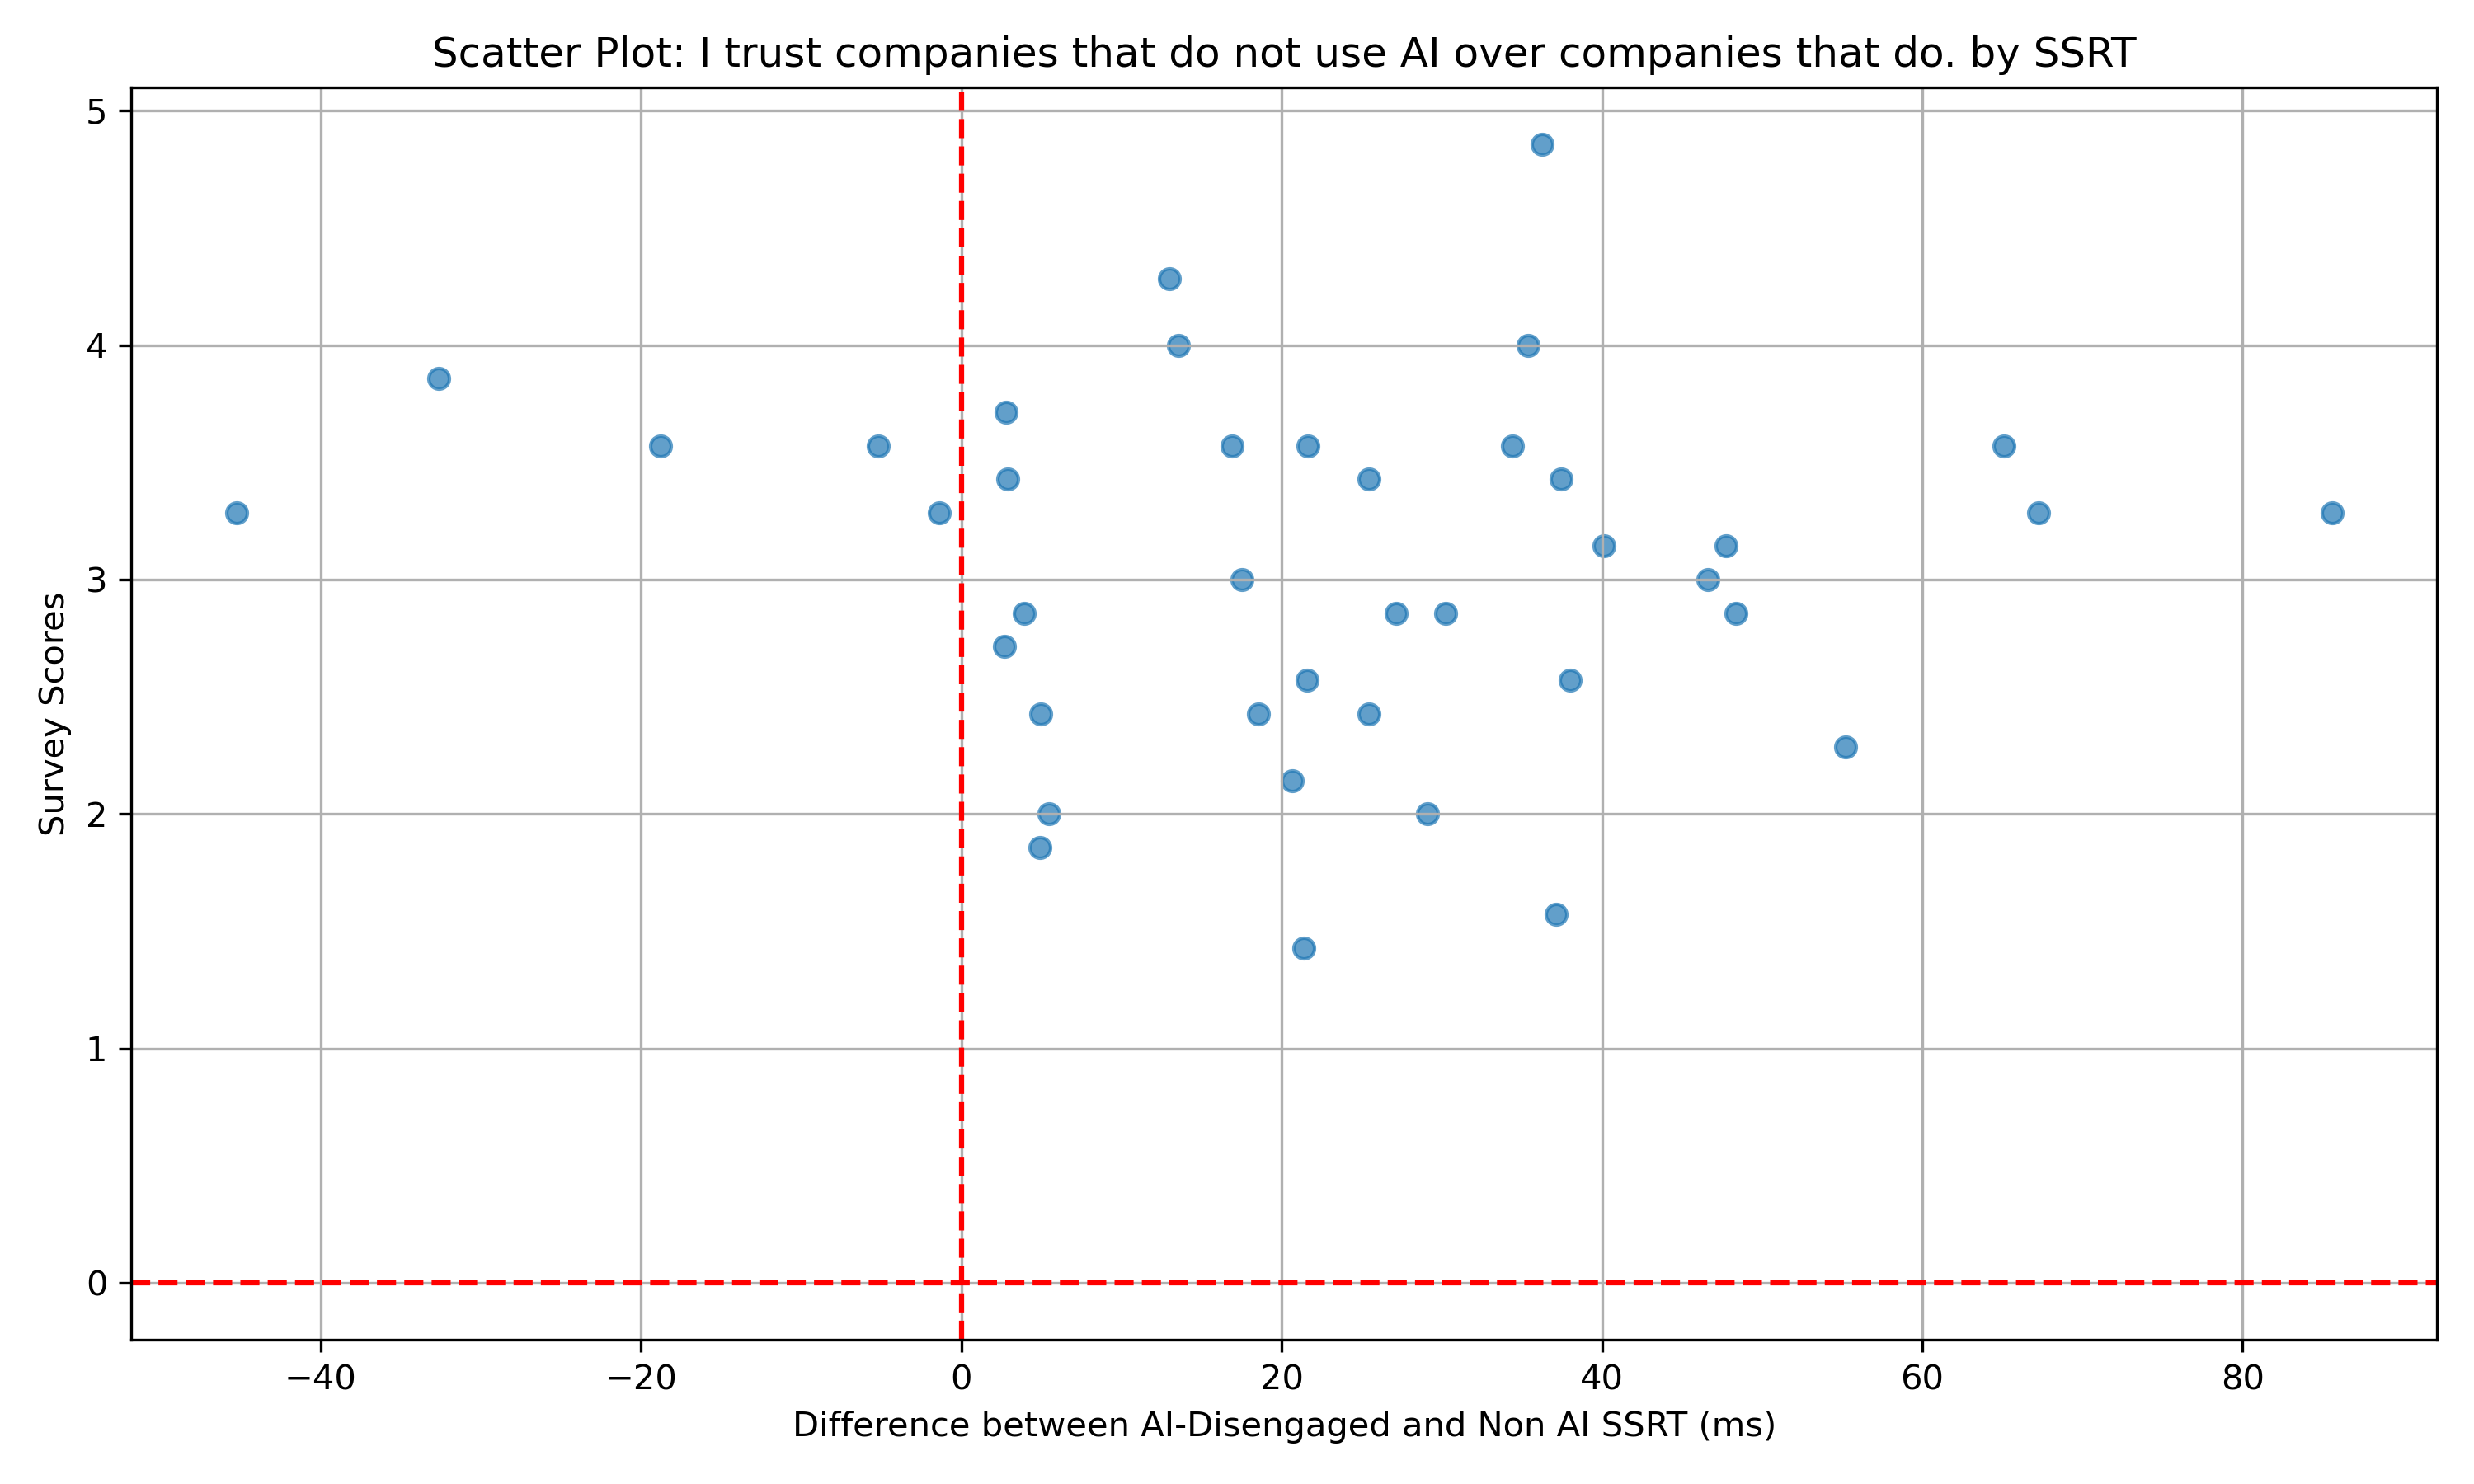 Scatter Plot: I trust companies that do not use AI over companies that do. by SSRT
Survey Scores
5
4
3
2
1
0
−40 −20 0 20 40 60 80
Difference between AI-Disengaged and Non AI SSRT (ms)